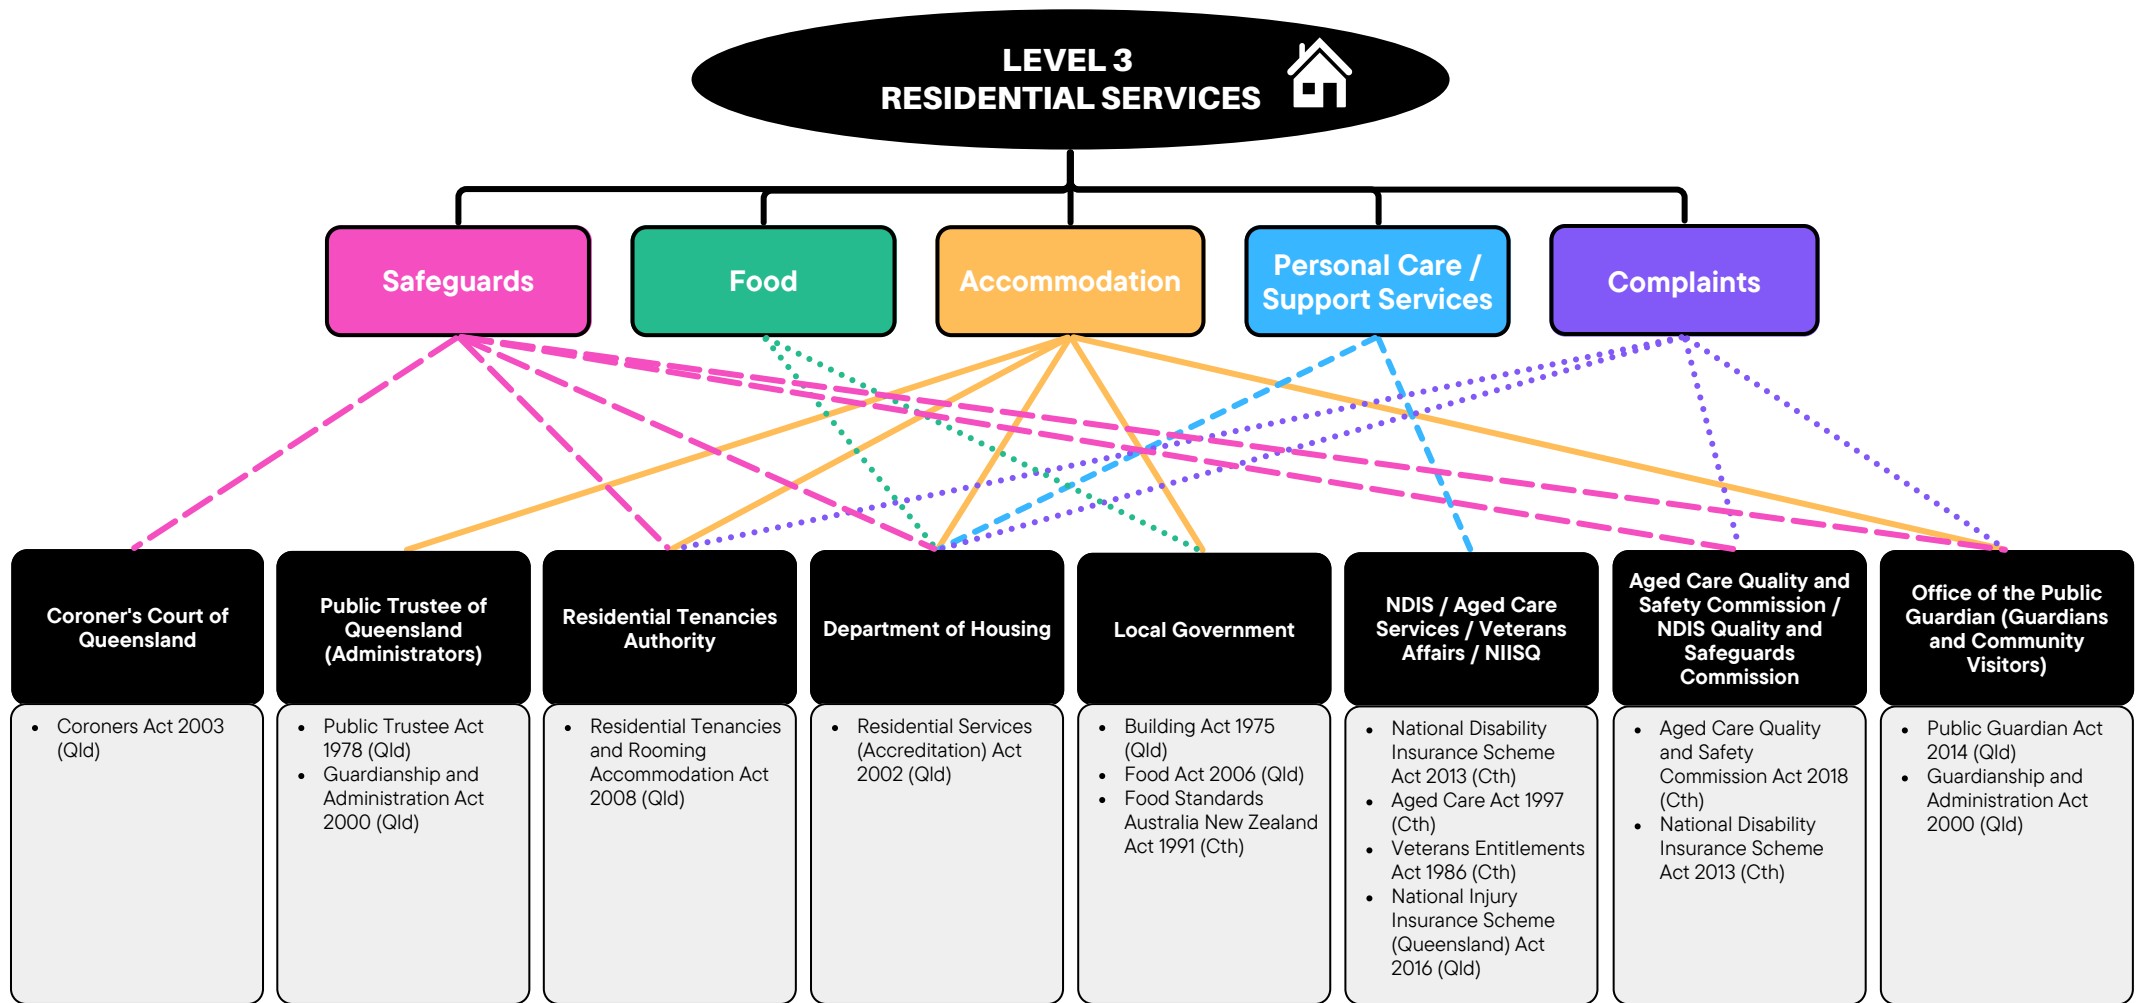 LEVEL 3
RESIDENTIAL SERVICES
Safeguards
Food
Accommodation
Personal Care /
Support Services
Complaints
Coroner's Court of
Queensland
Public Trustee of
Queensland
(Administrators)
Residential Tenancies
Authority
Department of Housing
Local Government
NDIS / Aged Care
Services / Veterans
Affairs / NIISQ
Aged Care Quality and
Safety Commission /
NDIS Quality and
Safeguards
Commission
Office of the Public
Guardian (Guardians
and Community
Visitors)
• Coroners Act 2003
(Qld)
• Public Trustee Act
1978 (Qld)
• Guardianship and
Administration Act
2000 (Qld)
• Residential Tenancies
and Rooming
Accommodation Act
2008 (Qld)
• Residential Services
(Accreditation) Act
2002 (Qld)
• Building Act 1975
(Qld)
• Food Act 2006 (Qld)
• Food Standards
Australia New Zealand
Act 1991 (Cth)
• National Disability
Insurance Scheme
Act 2013 (Cth)
• Aged Care Act 1997
(Cth)
• Veterans Entitlements
Act 1986 (Cth)
• National Injury
Insurance Scheme
(Queensland) Act
2016 (Qld)
• Aged Care Quality
and Safety
Commission Act 2018
(Cth)
• National Disability
Insurance Scheme
Act 2013 (Cth)
• Public Guardian Act
2014 (Qld)
• Guardianship and
Administration Act
2000 (Qld)